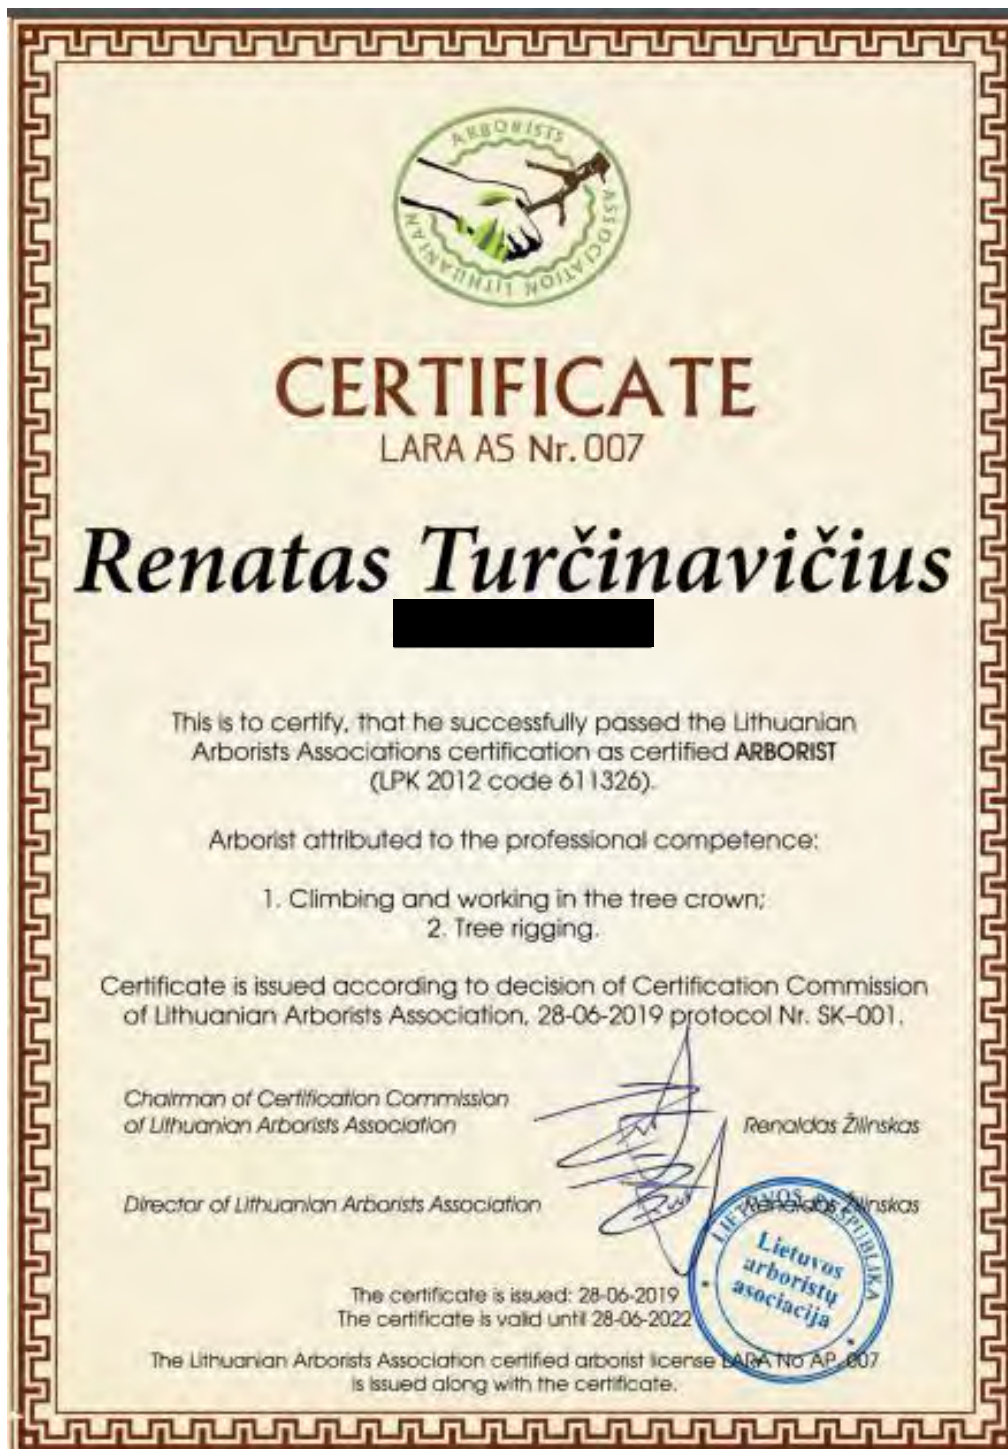 ARBORISTS ASSOCIATION LITHUANIAN
CERTIFICATE
LARA AS Nr. 007
Renatas Turčinavičius
This is to certify, that he successfully passed the Lithuanian
Arborists Associations certification as certified ARBORIST
(LPK 2012 code 611326).
Arborist attributed to the professional competence:
1. Climbing and working in the tree crown;
2. Tree rigging.
Certificate is issued according to decision of Certification Commission
of Lithuanian Arborists Association, 28-06-2019 protocol Nr. SK-001.
Chairman of Certification Commission
of Lithuanian Arborists Association Renaldas Žilinskas
Director of Lithuanian Arborists Association Renaldas Žilinskas
LIETUVOS RESPUBLIKA
Lietuvos
arboristų
asociacija
The certificate is issued: 28-06-2019
The certificate is valid until 28-06-2022
The Lithuanian Arborists Association certified arborist license LARA No AP 007
is issued along with the certificate.